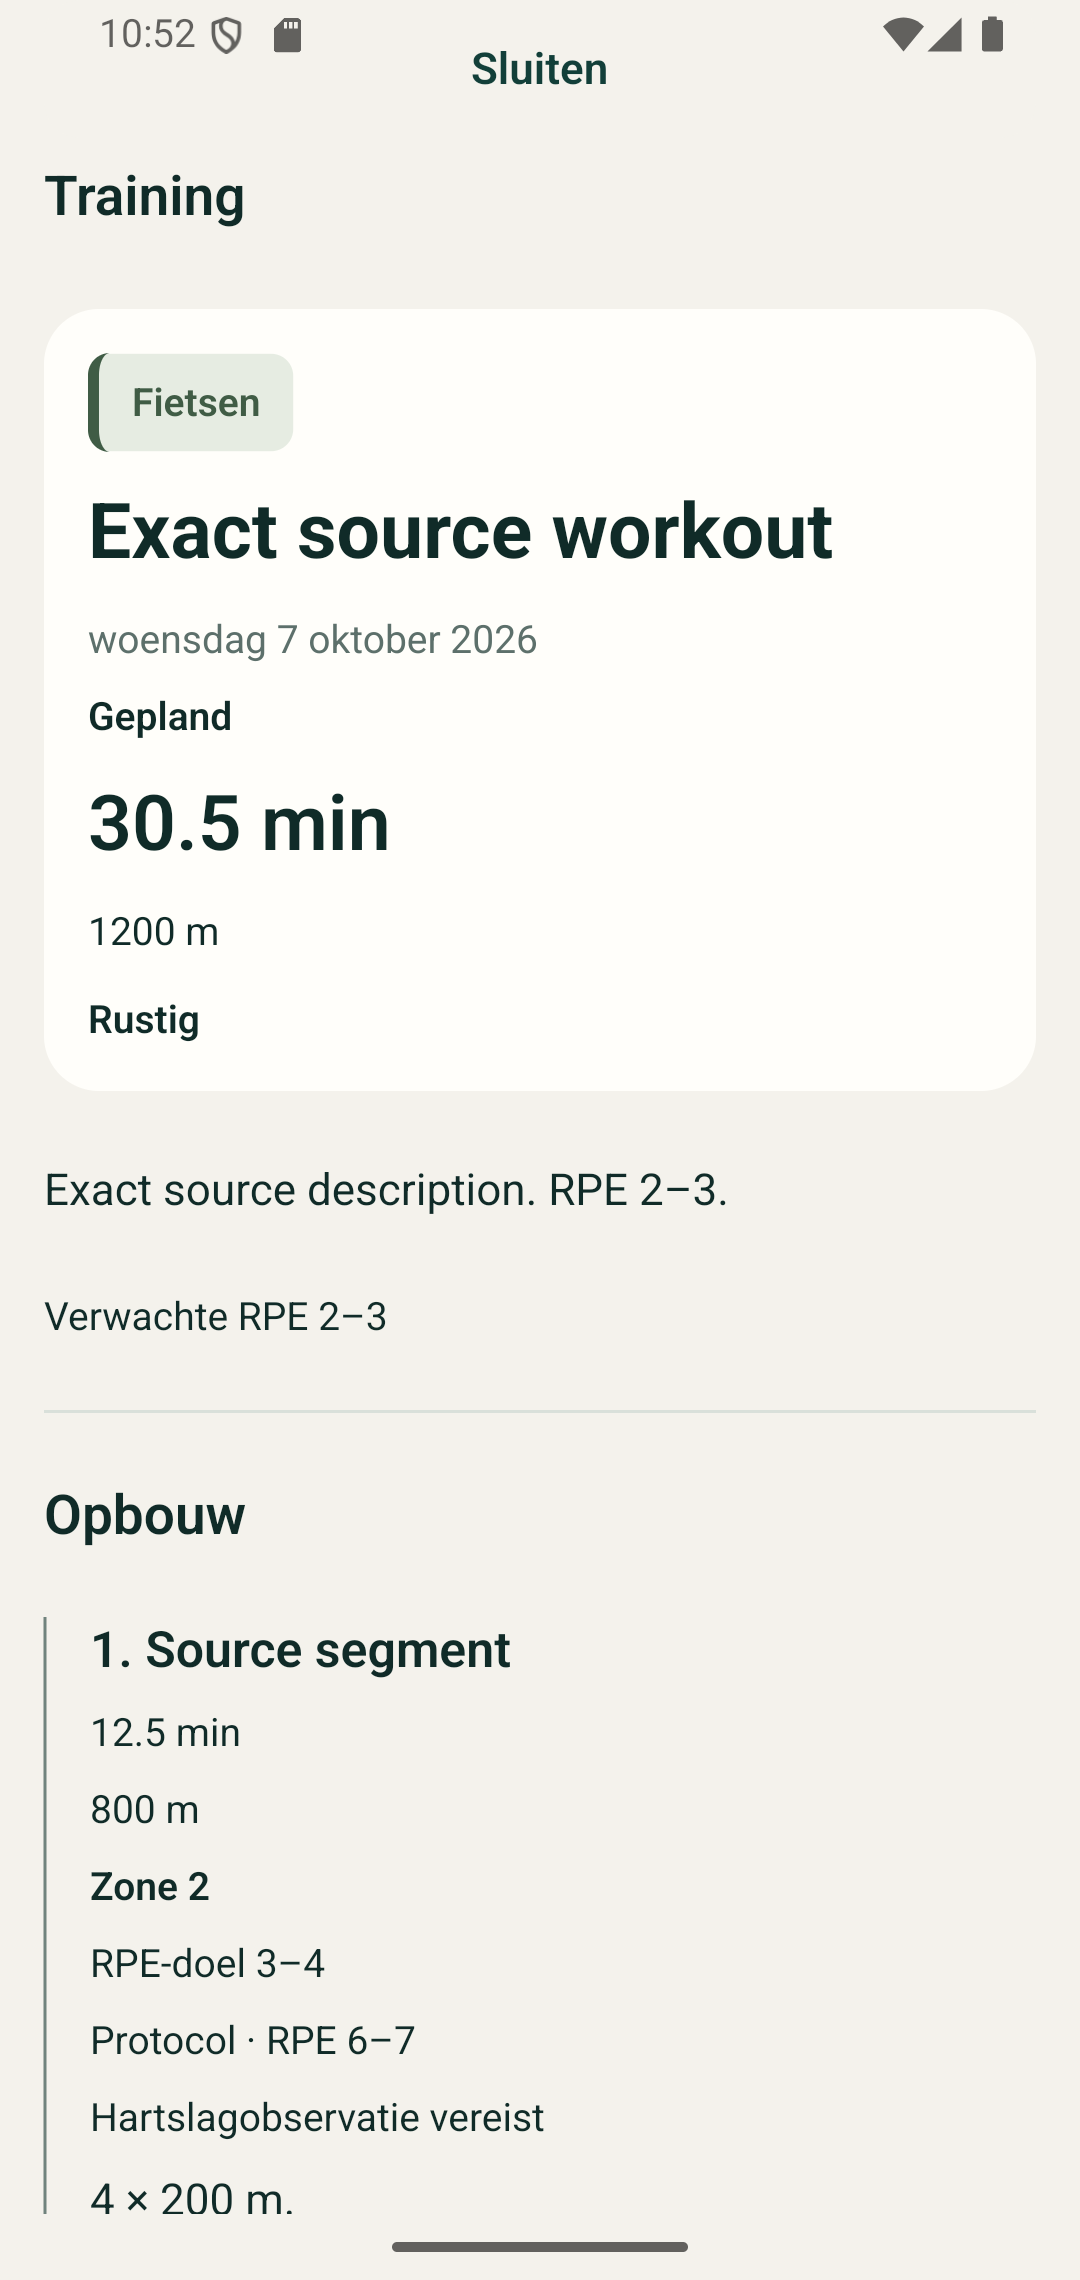 10:52
Sluiten
Training
Fietsen
Exact source workout
woensdag 7 oktober 2026
Gepland
30.5 min
1200 m
Rustig
Exact source description. RPE 2–3.
Verwachte RPE 2–3
Opbouw
1. Source segment
12.5 min
800 m
Zone 2
RPE-doel 3–4
Protocol · RPE 6–7
Hartslagobservatie vereist
4 × 200 m.